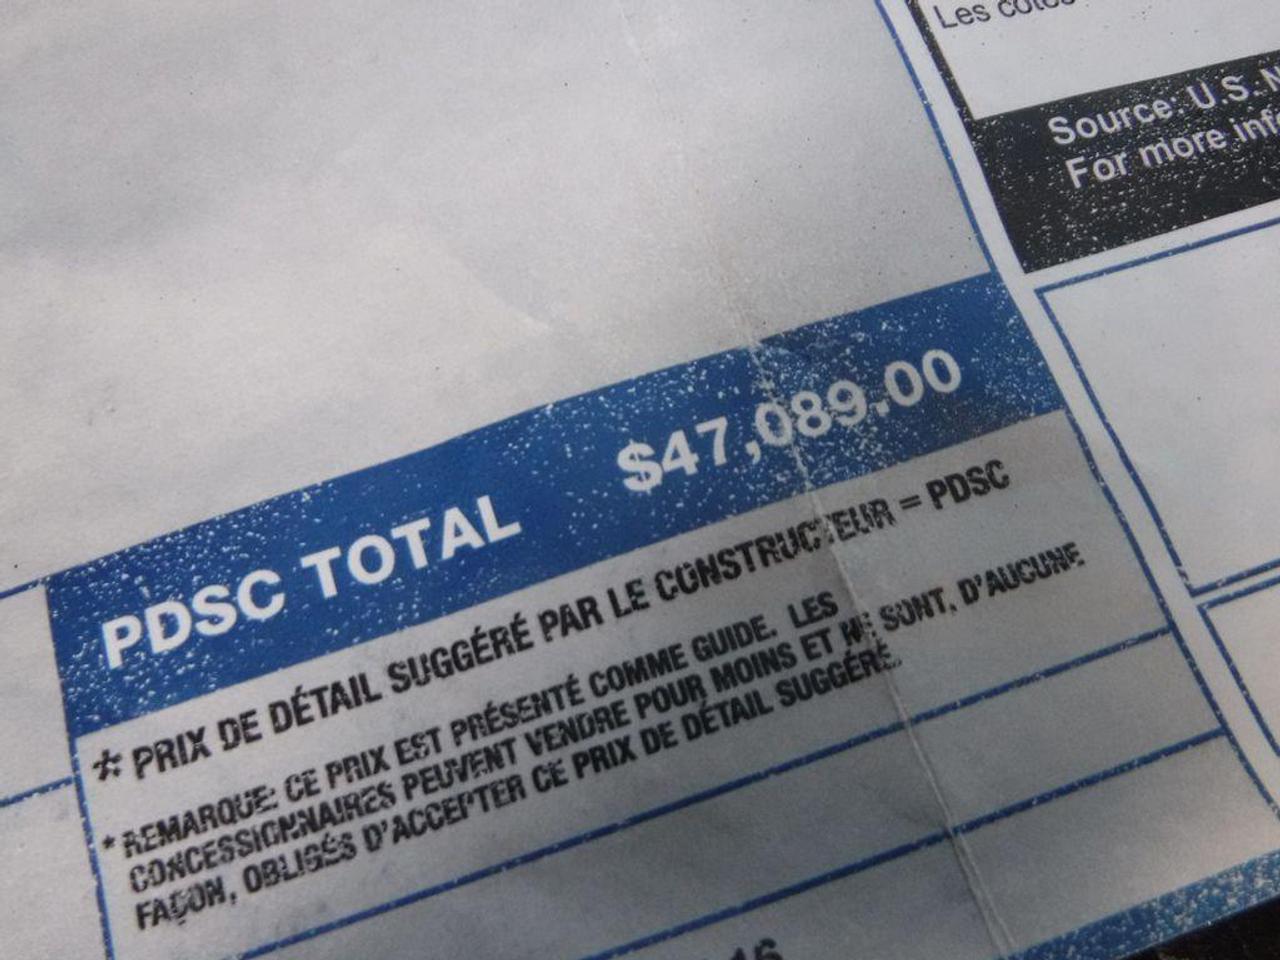 Les
Source: U.S.
For more
PDSC TOTAL $47,089.00
* PRIX DE DÉTAIL SUGGÉRÉ PAR LE CONSTRUCTEUR = PDSC
* REMARQUE: CE PRIX EST PRÉSENTÉ COMME GUIDE. LES
CONCESSIONNAIRES PEUVENT VENDRE POUR MOINS ET NE SONT, D'AUCUNE
FAÇON, OBLIGÉS D'ACCEPTER CE PRIX DE DÉTAIL SUGGÉRÉ.